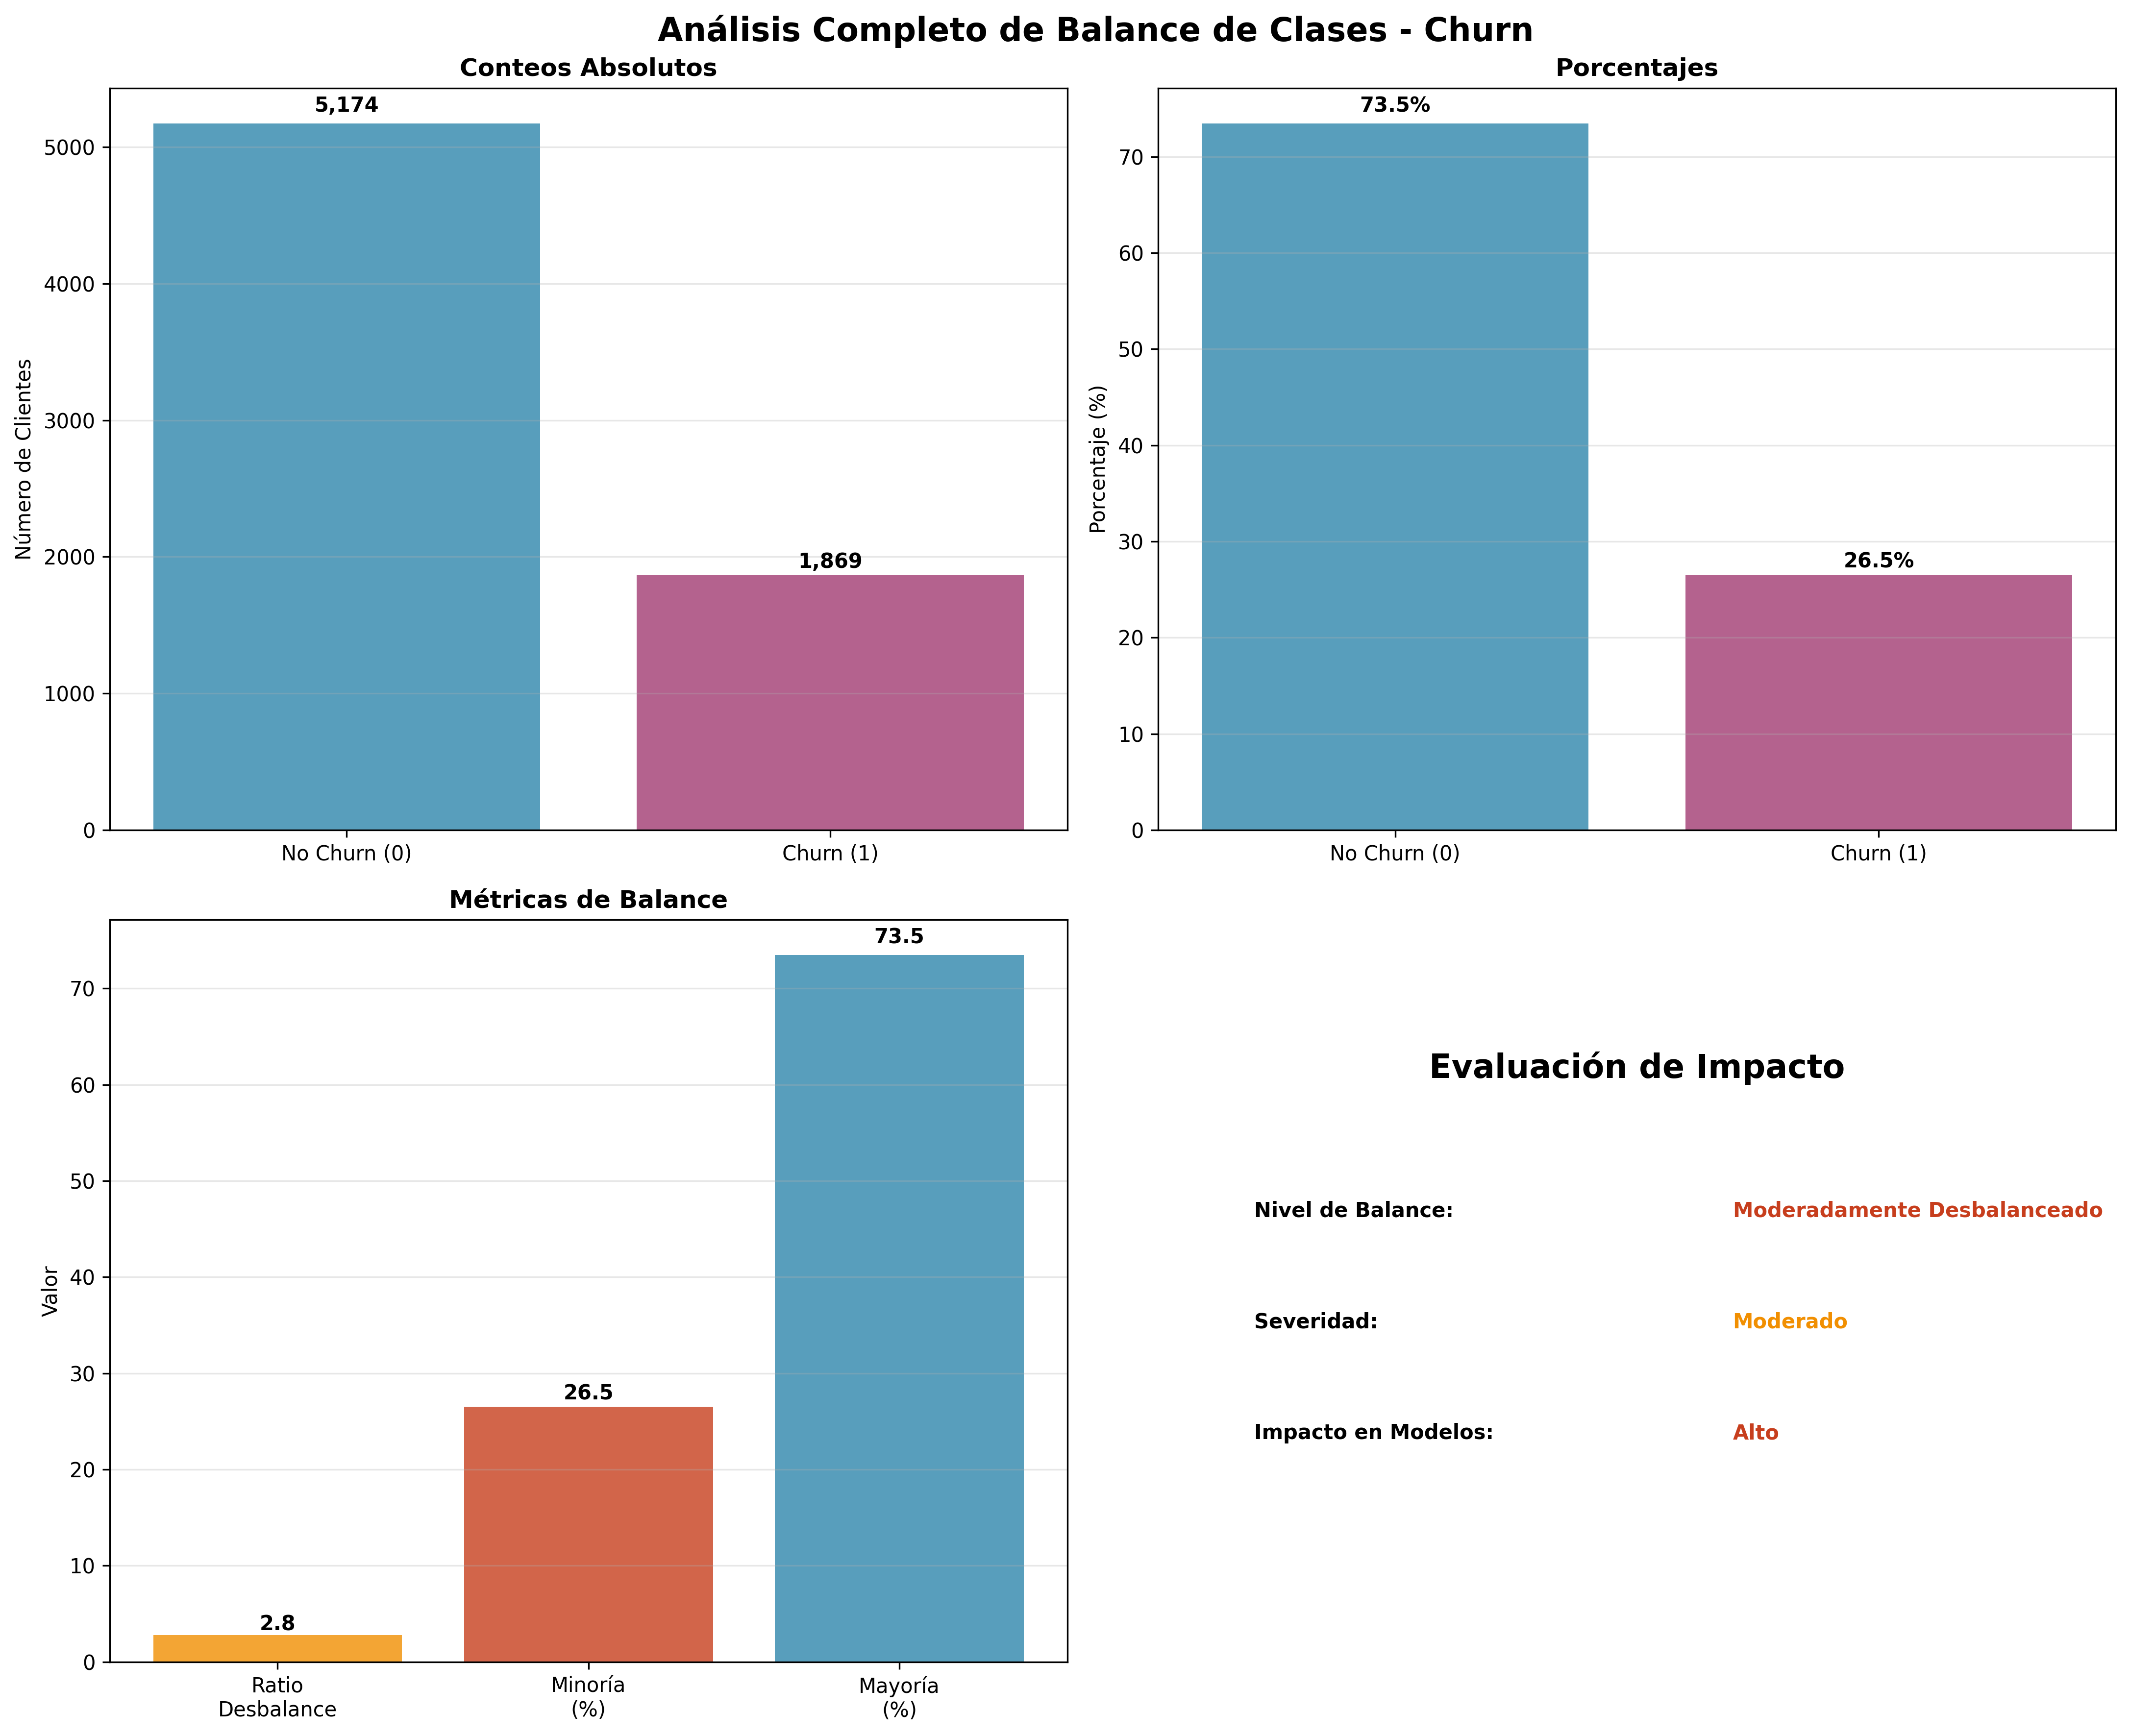 Análisis Completo de Balance de Clases - Churn
Conteos Absolutos
5,174
1,869
Número de Clientes
5000
4000
3000
2000
1000
0
No Churn (0)
Churn (1)
Porcentajes
73.5%
26.5%
Porcentaje (%)
70
60
50
40
30
20
10
0
No Churn (0)
Churn (1)
Métricas de Balance
73.5
26.5
2.8
Valor
70
60
50
40
30
20
10
0
Ratio
Desbalance
Minoría
(%)
Mayoría
(%)
Evaluación de Impacto
Nivel de Balance: Moderadamente Desbalanceado
Severidad: Moderado
Impacto en Modelos: Alto